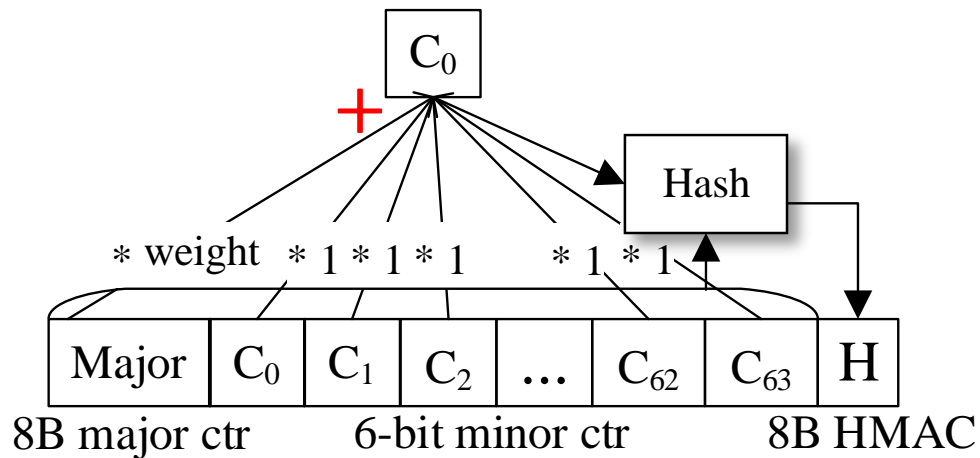 C₀
+
Hash
* weight * 1 * 1 * 1 * 1 * 1
Major C₀ C₁ C₂ ... C₆₂ C₆₃ H
8B major ctr 6-bit minor ctr 8B HMAC